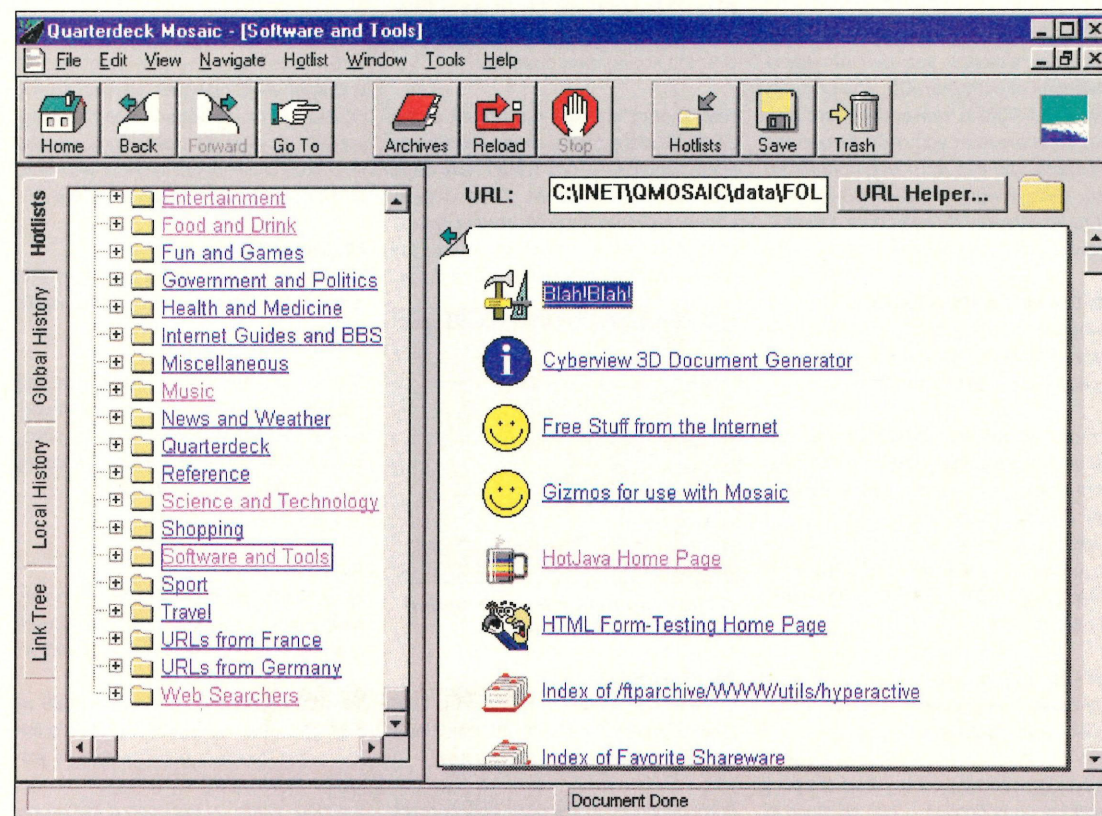 Quarterdeck Mosaic - [Software and Tools]
File Edit View Navigate Hotlist Window Tools Help
Home Back Forward Go To Archives Reload Stop Hotlists Save Trash
Hotlists
Global History
Local History
Link Tree
Entertainment
Food and Drink
Fun and Games
Government and Politics
Health and Medicine
Internet Guides and BBS
Miscellaneous
Music
News and Weather
Quarterdeck
Reference
Science and Technology
Shopping
Software and Tools
Sport
Travel
URLs from France
URLs from Germany
Web Searchers
URL: C:\INET\QMOSAIC\data\FOL URL Helper...
Blah!Blah!
Cyberview 3D Document Generator
Free Stuff from the Internet
Gizmos for use with Mosaic
HotJava Home Page
HTML Form-Testing Home Page
Index of /ftparchive/WWW/utils/hyperactive
Index of Favorite Shareware
Document Done